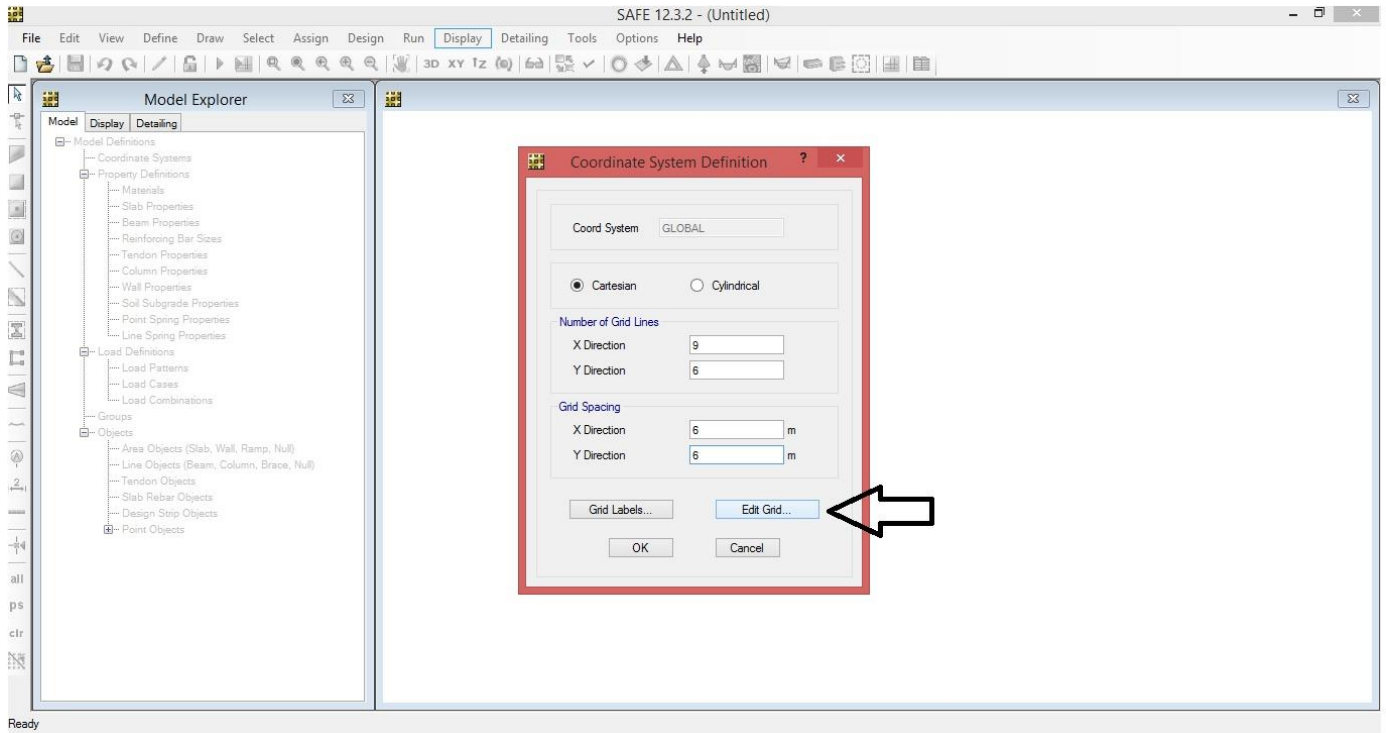 SAFE 12.3.2 - (Untitled)
File Edit View Define Draw Select Assign Design Run Display Detailing Tools Options Help
3D XY
Model Explorer
Model Display Detailing
Model Definitions
Coordinate Systems
Property Definitions
Materials
Slab Properties
Beam Properties
Reinforcing Bar Sizes
Tendon Properties
Column Properties
Wall Properties
Soil Subgrade Properties
Point Spring Properties
Line Spring Properties
Load Definitions
Load Patterns
Load Cases
Load Combinations
Groups
Objects
Area Objects (Slab, Wall, Ramp, Null)
Line Objects (Beam, Column, Brace, Null)
Tendon Objects
Slab Rebar Objects
Design Strip Objects
Point Objects
all
ps
clr
Coordinate System Definition ?
Coord System GLOBAL
Cartesian Cylindrical
Number of Grid Lines
X Direction 9
Y Direction 6
Grid Spacing
X Direction 6 m
Y Direction 6 m
Grid Labels... Edit Grid...
OK Cancel
Ready